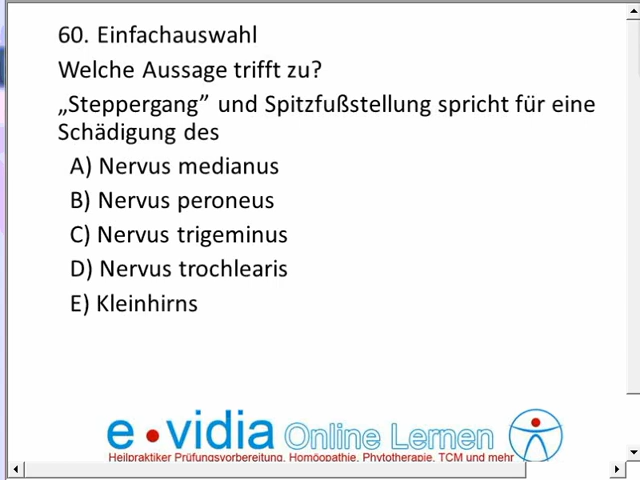 60. Einfachauswahl
Welche Aussage trifft zu?
„Steppergang” und Spitzfußstellung spricht für eine
Schädigung des
A) Nervus medianus
B) Nervus peroneus
C) Nervus trigeminus
D) Nervus trochlearis
E) Kleinhirns
e•vidia Online Lernen
Heilpraktiker Prüfungsvorbereitung, Homöopathie, Phytotherapie, TCM und mehr